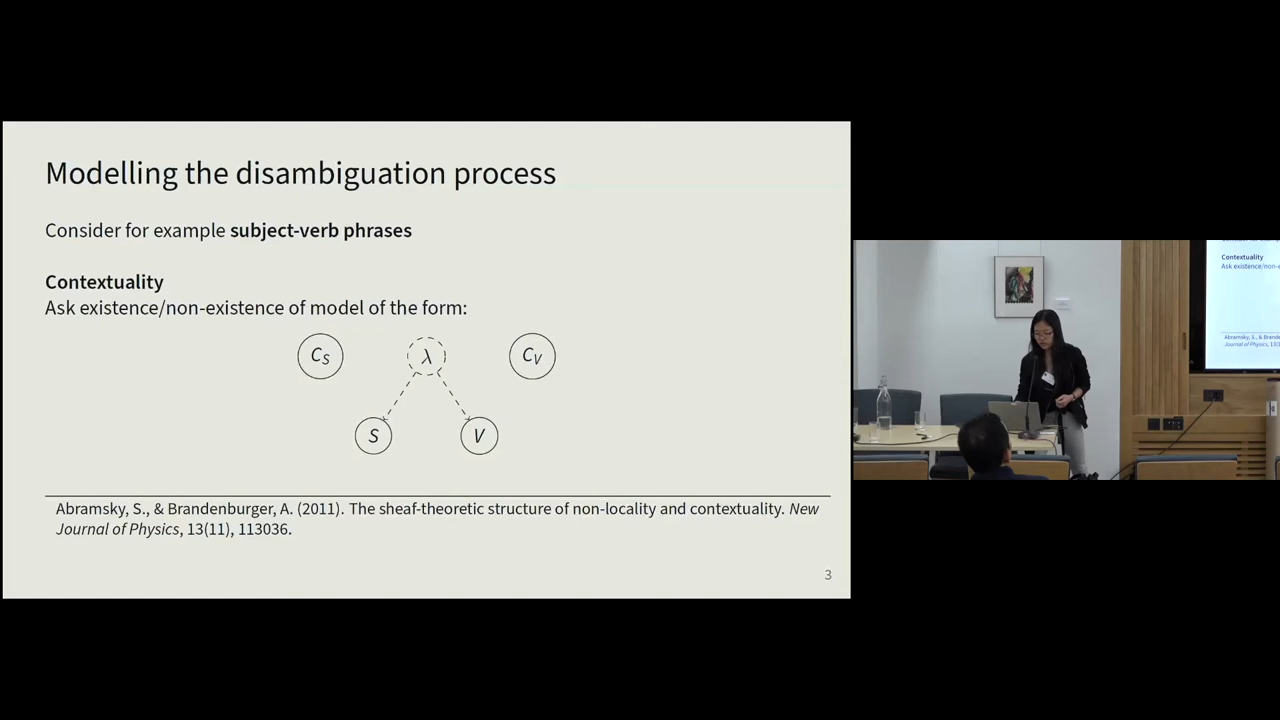 Modelling the disambiguation process
Consider for example subject-verb phrases
Contextuality
Ask existence/non-existence of model of the form:
C_S λ C_V
S V
Abramsky, S., & Brandenburger, A. (2011). The sheaf-theoretic structure of non-locality and contextuality. New
Journal of Physics, 13(11), 113036.
3
Contextuality